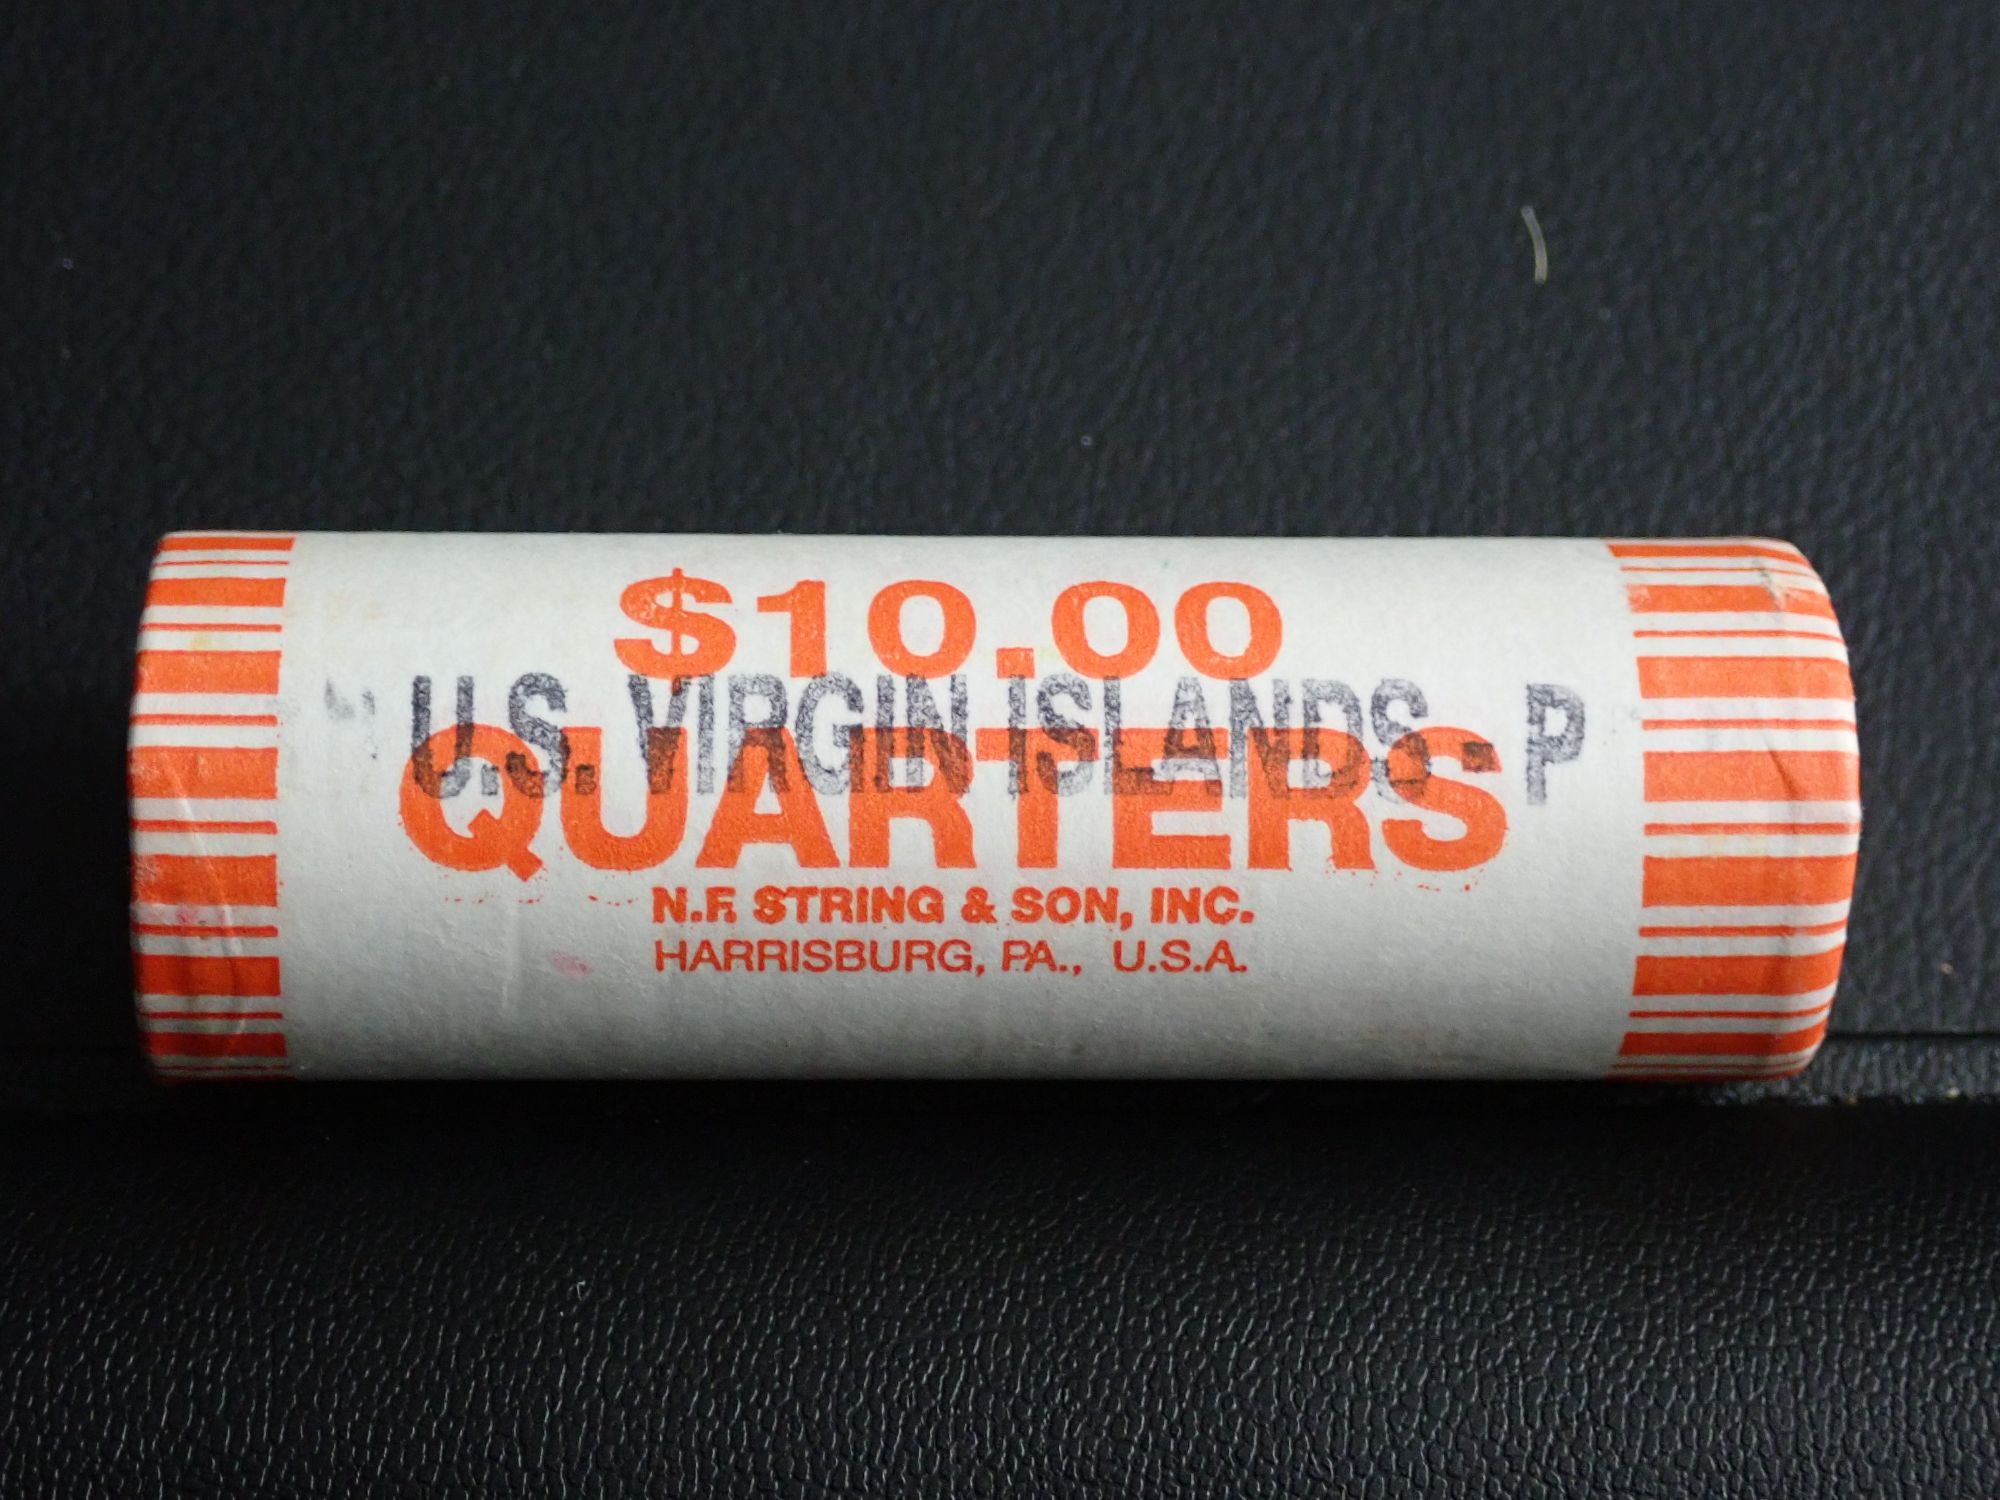 $10.00
U.S. VIRGIN ISLANDS - P
QUARTERS
N.F. STRING & SON, INC.
HARRISBURG, PA., U.S.A.